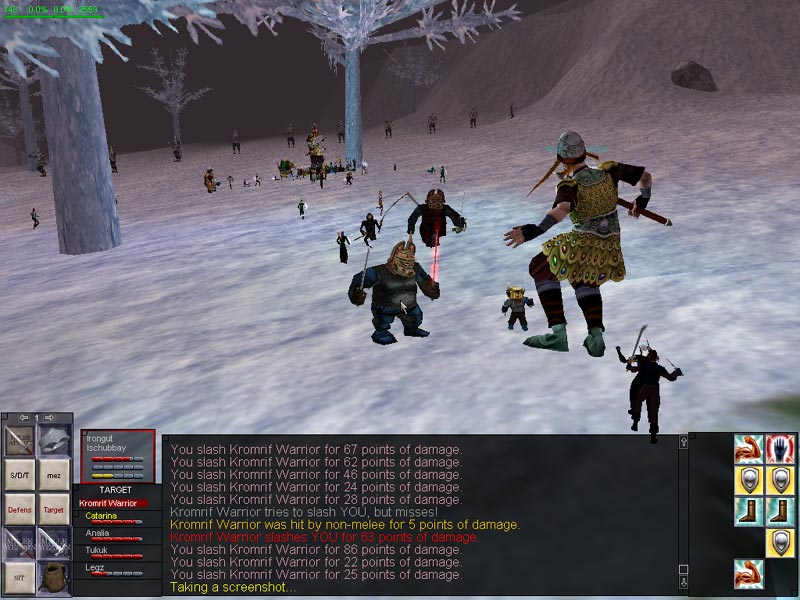 0.0%
1
Irongut
Ischubbay
S/D/T
mez
TARGET
Defens
Target
Kromrif Warrior
Catarina
Analia
Tukuk
Legz
SIT
You slash Kromrif Warrior for 67 points of damage.
You slash Kromrif Warrior for 62 points of damage.
You slash Kromrif Warrior for 46 points of damage.
You slash Kromrif Warrior for 24 points of damage.
You slash Kromrif Warrior for 28 points of damage.
Kromrif Warrior tries to slash YOU, but misses!
Kromrif Warrior was hit by non-melee for 5 points of damage.
Kromrif Warrior slashes YOU for 63 points of damage.
You slash Kromrif Warrior for 86 points of damage.
You slash Kromrif Warrior for 22 points of damage.
You slash Kromrif Warrior for 25 points of damage.
Taking a screenshot...